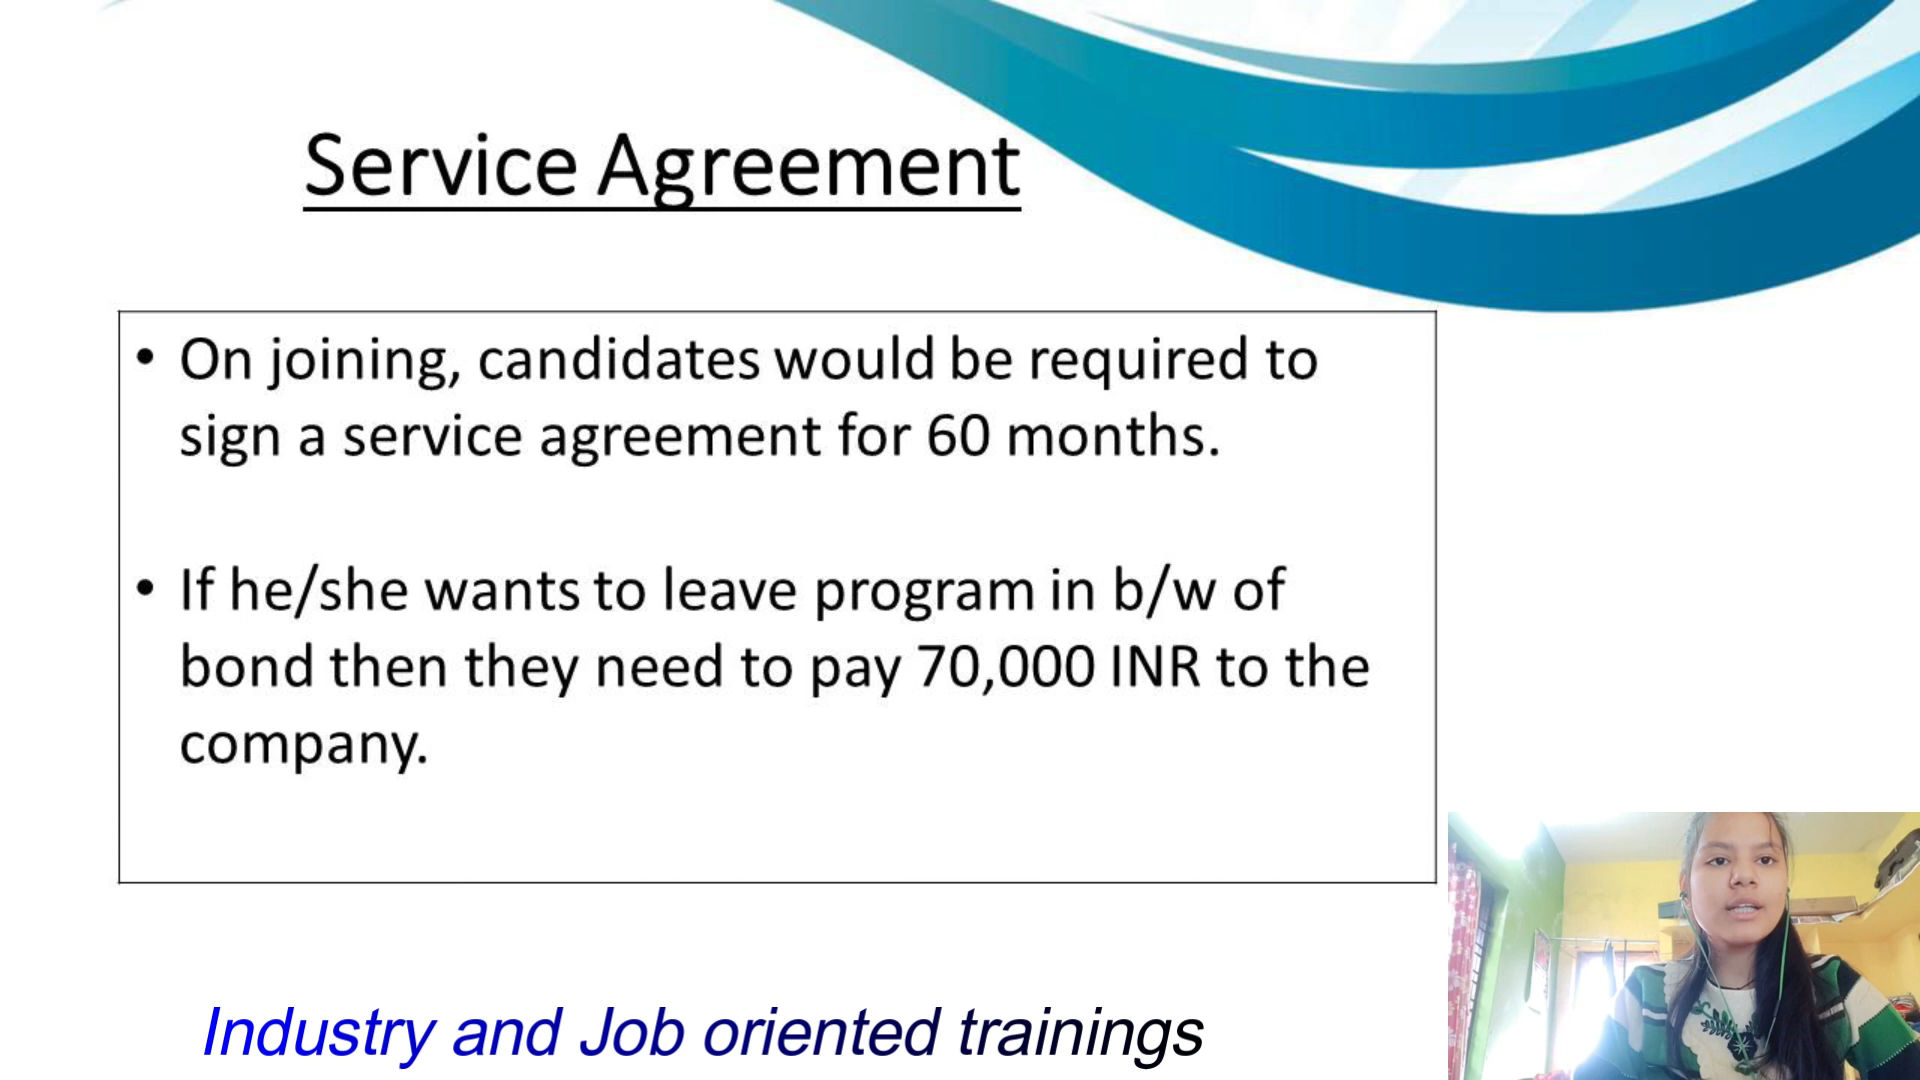 Service Agreement
• On joining, candidates would be required to
sign a service agreement for 60 months.
• If he/she wants to leave program in b/w of
bond then they need to pay 70,000 INR to the
company.
Industry and Job oriented trainings